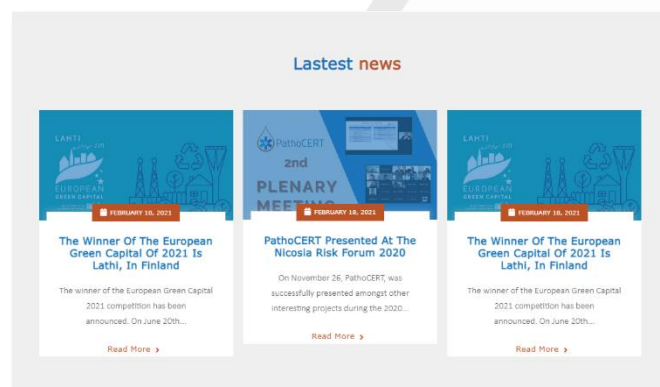 Lastest news
LAHTI
EUROPEAN
GREEN CAPITAL
FEBRUARY 18, 2021
The Winner Of The European
Green Capital Of 2021 Is
Lathi, In Finland
The winner of the European Green Capital
2021 competition has been
announced. On June 20th...
Read More >
PathoCERT
2nd
PLENARY
MEETING
FEBRUARY 18, 2021
PathoCERT Presented At The
Nicosia Risk Forum 2020
On November 26, PathoCERT, was
successfully presented amongst other
interesting projects during the 2020...
Read More >
LAHTI
EUROPEAN
GREEN CAPITAL
FEBRUARY 18, 2021
The Winner Of The European
Green Capital Of 2021 Is
Lathi, In Finland
The winner of the European Green Capital
2021 competition has been
announced. On June 20th...
Read More >